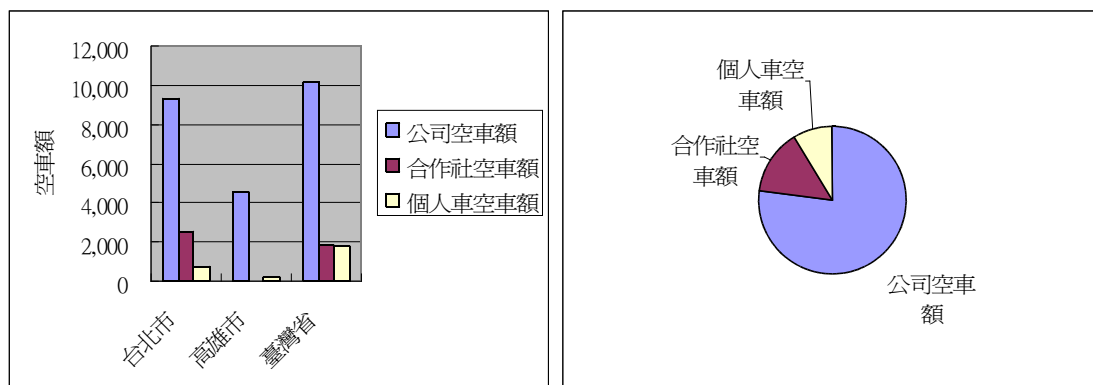 12,000
10,000
8,000
6,000
4,000
2,000
0
空車額
台北市
高雄市
臺灣省
公司空車額
合作社空車額
個人車空車額
個人車空
車額
合作社空
車額
公司空車
額